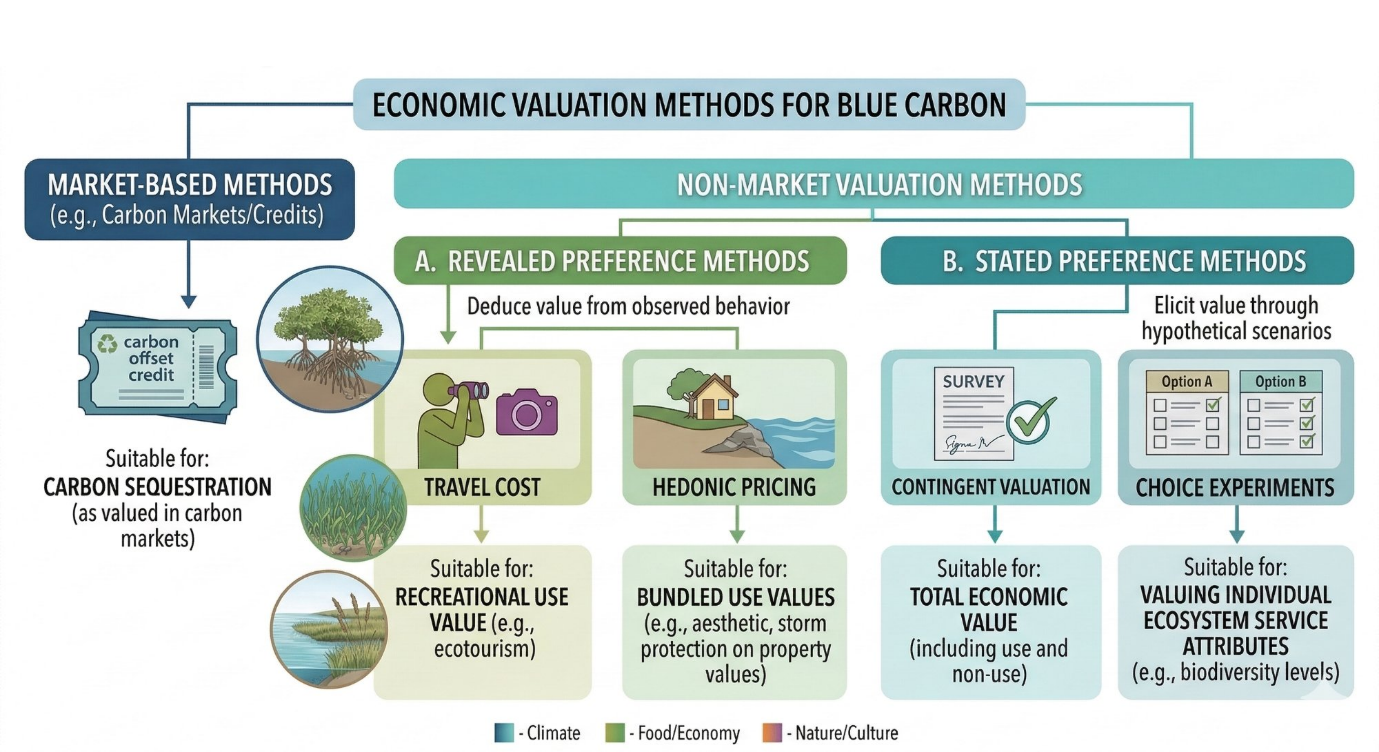 ECONOMIC VALUATION METHODS FOR BLUE CARBON
MARKET-BASED METHODS
(e.g., Carbon Markets/Credits)
carbon
offset
credit
Suitable for:
CARBON SEQUESTRATION
(as valued in carbon
markets)
NON-MARKET VALUATION METHODS
A. REVEALED PREFERENCE METHODS
Deduce value from observed behavior
TRAVEL COST
Suitable for:
RECREATIONAL USE
VALUE (e.g.,
ecotourism)
HEDONIC PRICING
Suitable for:
BUNDLED USE VALUES
(e.g., aesthetic, storm
protection on property
values)
B. STATED PREFERENCE METHODS
Elicit value through
hypothetical scenarios
SURVEY
CONTINGENT VALUATION
Suitable for:
TOTAL ECONOMIC
VALUE
(including use and
non-use)
Option A
Option B
CHOICE EXPERIMENTS
Suitable for:
VALUING INDIVIDUAL
ECOSYSTEM SERVICE
ATTRIBUTES
(e.g., biodiversity levels)
- Climate
- Food/Economy
- Nature/Culture